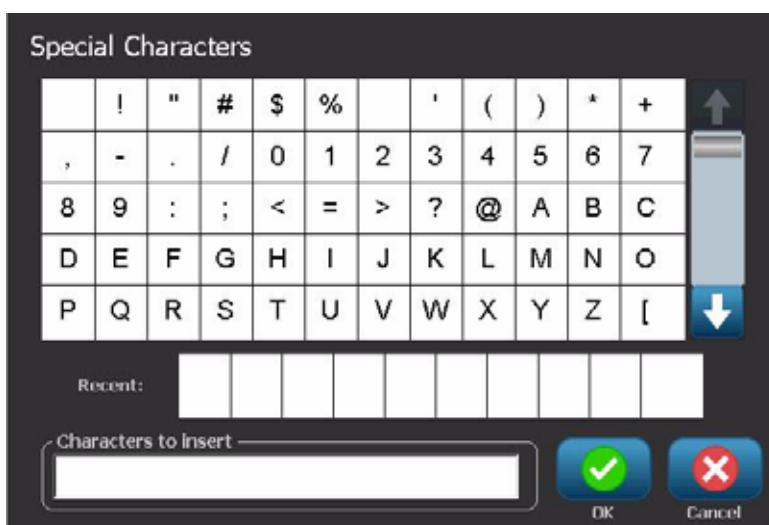 Special Characters
! " # $ % ' ( ) * +
, - . / 0 1 2 3 4 5 6 7
8 9 : ; < = > ? @ A B C
D E F G H I J K L M N O
P Q R S T U V W X Y Z [
Recent:
Characters to insert
OK Cancel